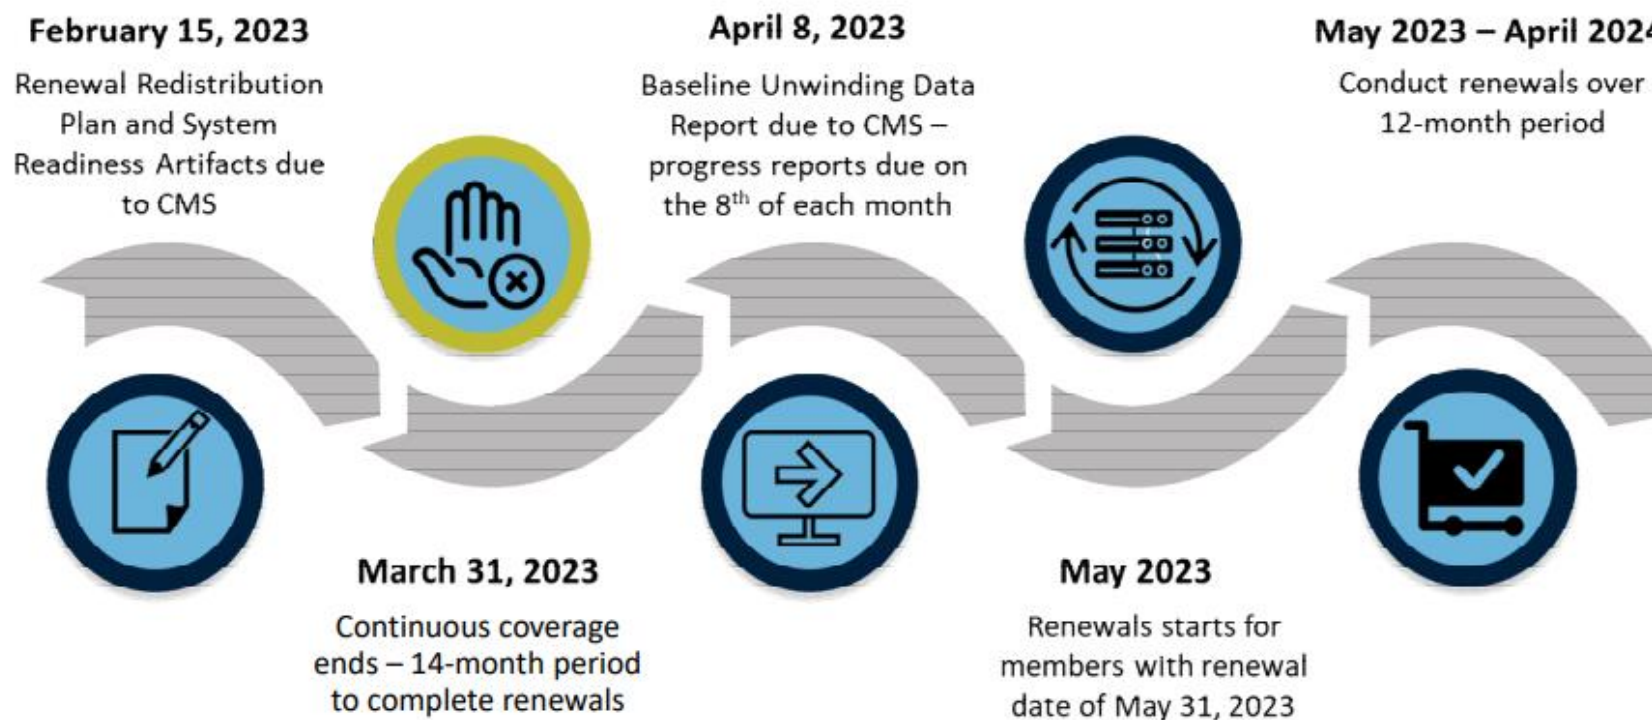 February 15, 2023
Renewal Redistribution
Plan and System
Readiness Artifacts due
to CMS
March 31, 2023
Continuous coverage
ends – 14-month period
to complete renewals
April 8, 2023
Baseline Unwinding Data
Report due to CMS –
progress reports due on
the 8th of each month
May 2023
Renewals starts for
members with renewal
date of May 31, 2023
May 2023 – April 2024
Conduct renewals over
12-month period